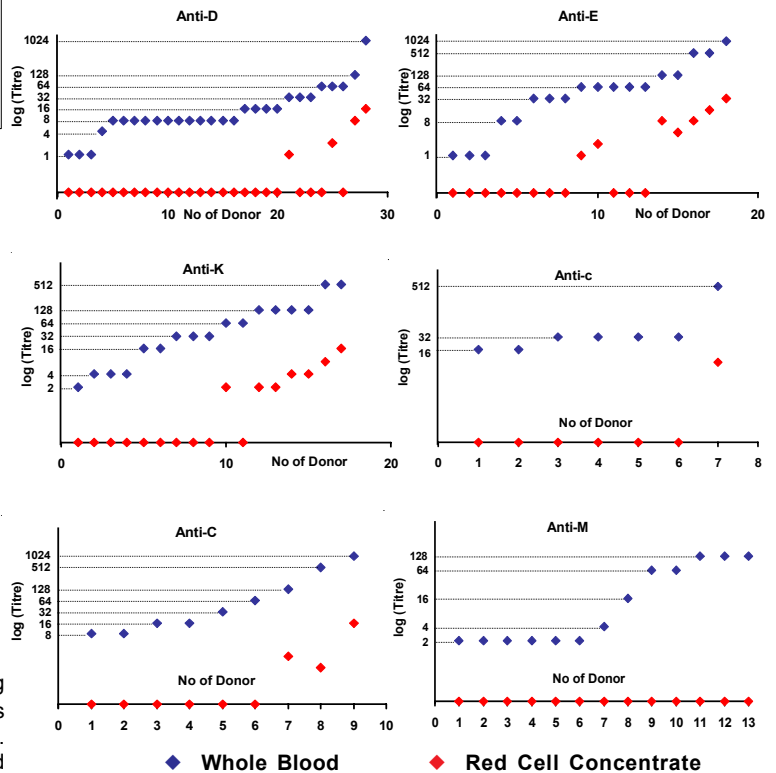 Anti-D
1024
128
64
32
16
8
4
1
log (Titre)
0
10
No of Donor
20
30
Anti-E
1024
512
128
64
32
8
1
log (Titre)
0
10
No of Donor
20
Anti-K
512
128
64
32
16
4
2
log (Titre)
0
10
No of Donor
20
Anti-c
512
32
16
log (Titre)
No of Donor
0 1 2 3 4 5 6 7 8
Anti-C
1024
512
128
64
32
16
8
log (Titre)
No of Donor
0 1 2 3 4 5 6 7 8 9 10
Anti-M
128
64
16
4
2
log (Titre)
No of Donor
0 1 2 3 4 5 6 7 8 9 10 11 12 13
g
s
.
d
Whole Blood
Red Cell Concentrate